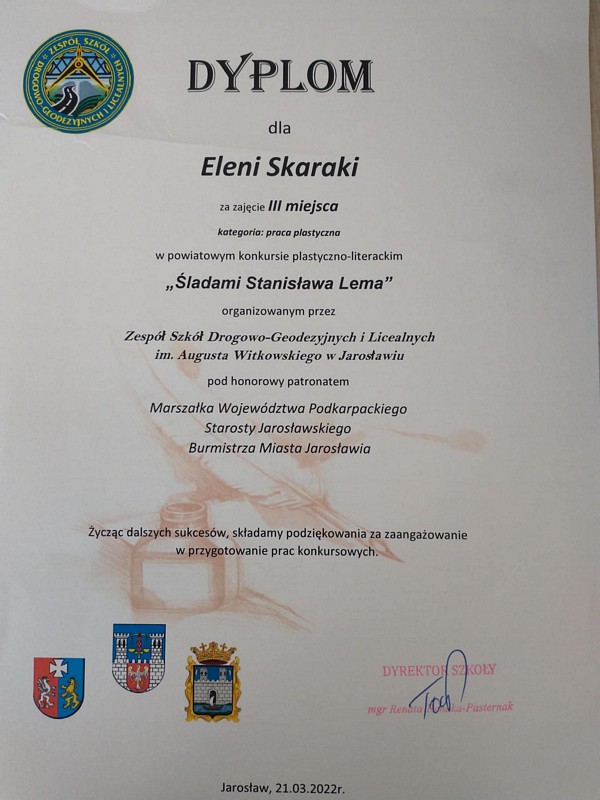 ZESPÓŁ SZKÓŁ
DROGOWO-GEODEZYJNYCH I LICEALNYCH
DYPLOM
dla
Eleni Skaraki
za zajęcie III miejsca
kategoria: praca plastyczna
w powiatowym konkursie plastyczno-literackim
„Śladami Stanisława Lema”
organizowanym przez
Zespół Szkół Drogowo-Geodezyjnych i Licealnych
im. Augusta Witkowskiego w Jarosławiu
pod honorowy patronatem
Marszałka Województwa Podkarpackiego
Starosty Jarosławskiego
Burmistrza Miasta Jarosławia
Życząc dalszych sukcesów, składamy podziękowania za zaangażowanie
w przygotowanie prac konkursowych.
DYREKTOR SZKOŁY
mgr Renata -Pasternak
Jarosław, 21.03.2022r.